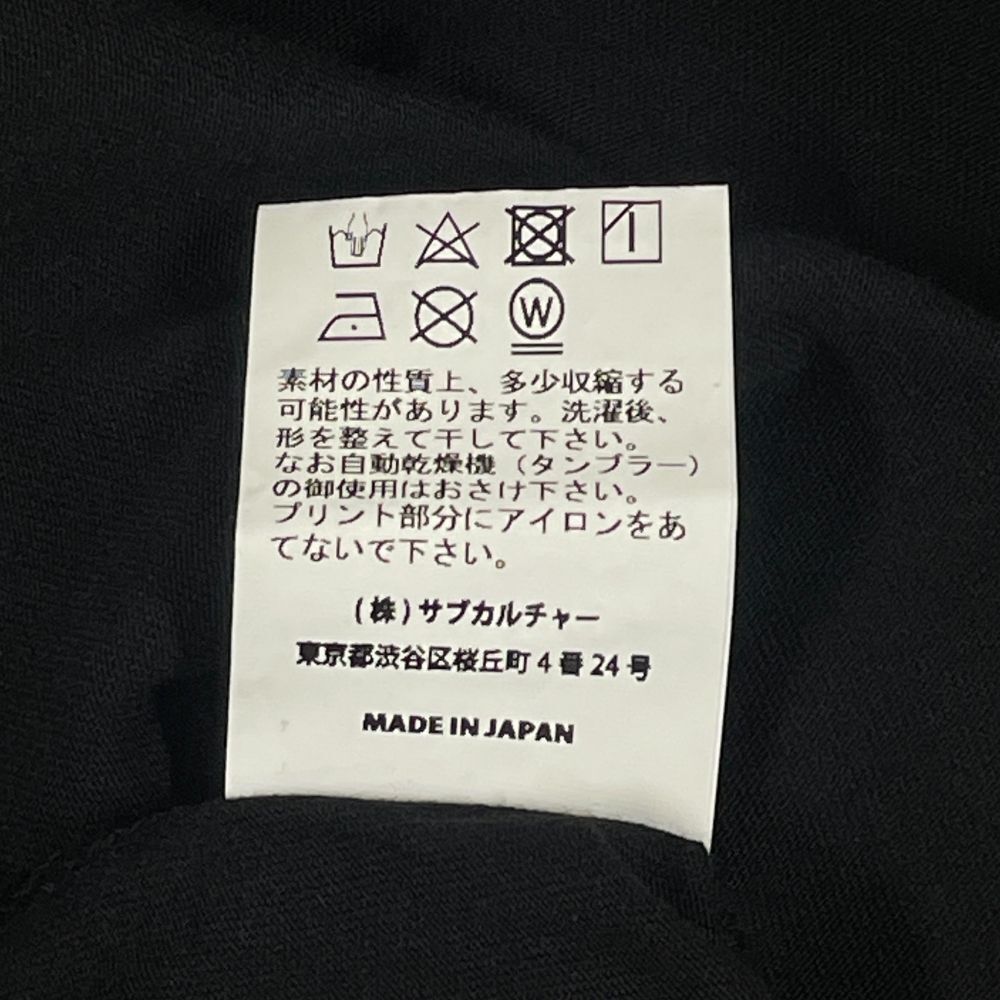 W
素材の性質上、多少収縮する
可能性があります。洗濯後、
形を整えて干して下さい。
なお自動乾燥機（タンブラー）
の御使用はおさけ下さい。
プリント部分にアイロンをあ
てないで下さい。
(株)サブカルチャー
東京都渋谷区桜丘町4番24号
MADE IN JAPAN